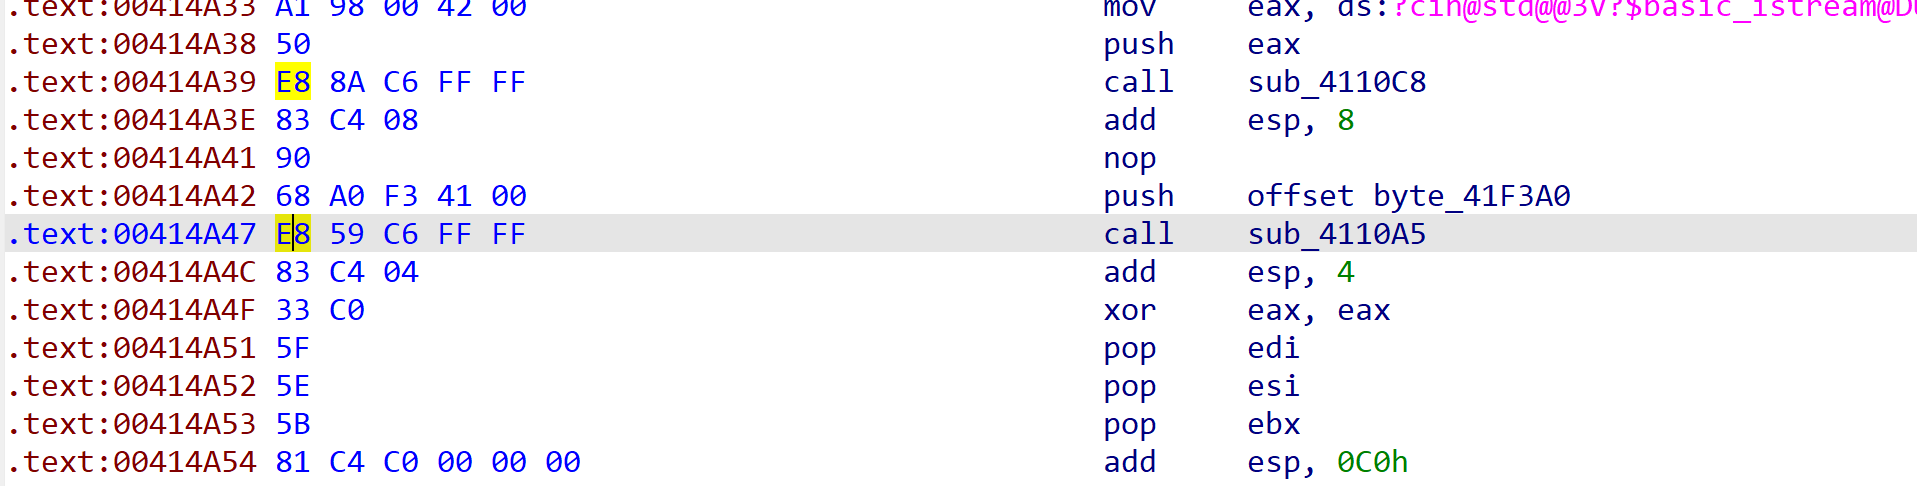 .text:00414A33 A1 98 00 42 00 mov eax, ds:?cin@std@@3V?$basic_istream@DU
.text:00414A38 50 push eax
.text:00414A39 E8 8A C6 FF FF call sub_4110C8
.text:00414A3E 83 C4 08 add esp, 8
.text:00414A41 90 nop
.text:00414A42 68 A0 F3 41 00 push offset byte_41F3A0
.text:00414A47 E8 59 C6 FF FF call sub_4110A5
.text:00414A4C 83 C4 04 add esp, 4
.text:00414A4F 33 C0 xor eax, eax
.text:00414A51 5F pop edi
.text:00414A52 5E pop esi
.text:00414A53 5B pop ebx
.text:00414A54 81 C4 C0 00 00 00 add esp, 0C0h